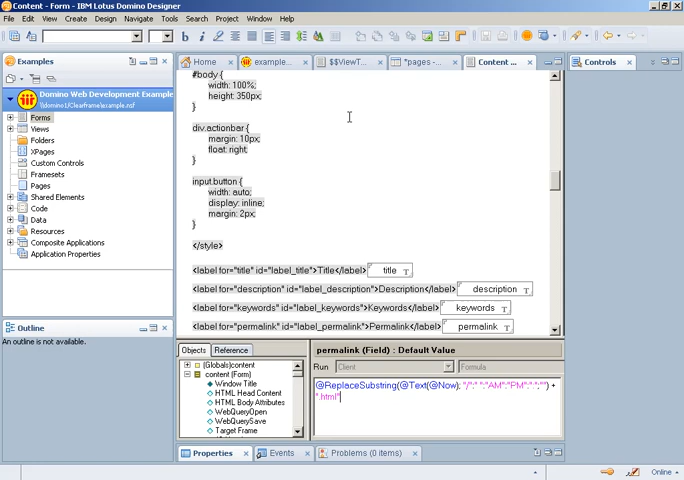 Content - Form - IBM Lotus Domino Designer
File Edit View Create Design Navigate Tools Search Project Window Help
Examples
Home
example...
$$ViewT...
*pages -...
Content ...
Controls
Domino Web Development Example
\\domino1/Clearframe\example.nsf
Forms
Views
Folders
XPages
Custom Controls
Framesets
Pages
Shared Elements
Code
Data
Resources
Composite Applications
Application Properties
#body {
width: 100%;
height: 350px;
}
div.actionbar {
margin: 10px;
float: right;
}
input.button {
width: auto;
display: inline;
margin: 2px;
}
</style>
<label for="title" id="label_title">Title</label> title T
<label for="description" id="label_description">Description</label> description T
<label for="keywords" id="label_keywords">Keywords</label> keywords T
<label for="permalink" id="label_permalink">Permalink</label> permalink T
Outline
An outline is not available.
Objects Reference
(Globals)content
content (Form)
Window Title
HTML Head Content
HTML Body Attributes
WebQueryOpen
WebQuerySave
Target Frame
permalink (Field) : Default Value
Run Client Formula
".html"
Properties
Events
Problems (0 items)
Online